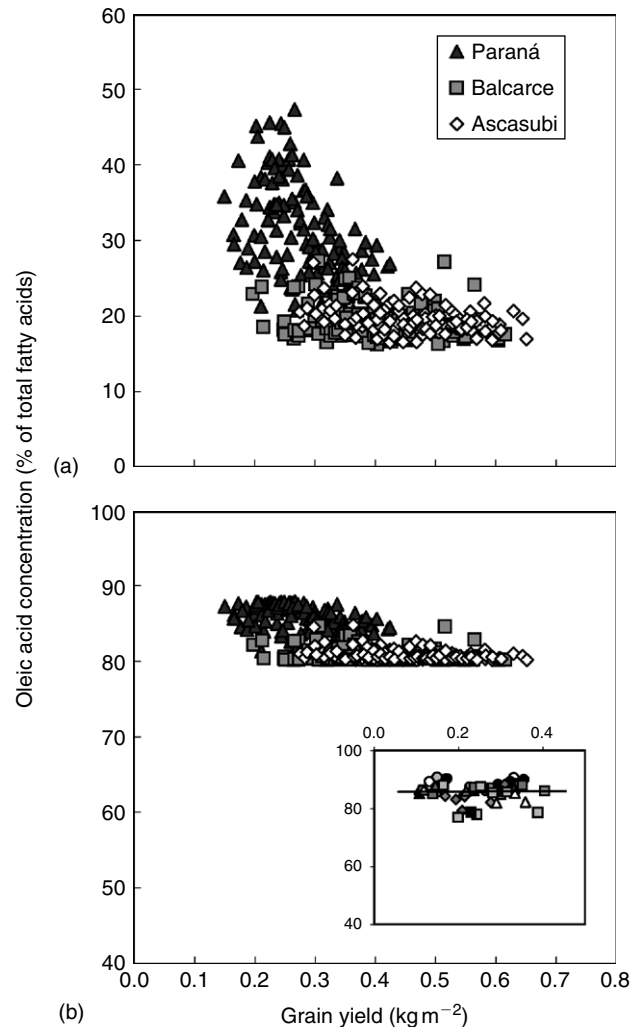 60
50
40
30
20
10
0
Paraná
Balcarce
Ascasubi
(a)
Oleic acid concentration (% of total fatty acids)
100
90
80
70
60
50
40
0.0 0.2 0.4
100
80
60
40
0.0 0.1 0.2 0.3 0.4 0.5 0.6 0.7 0.8
(b)
Grain yield (kg m−2)